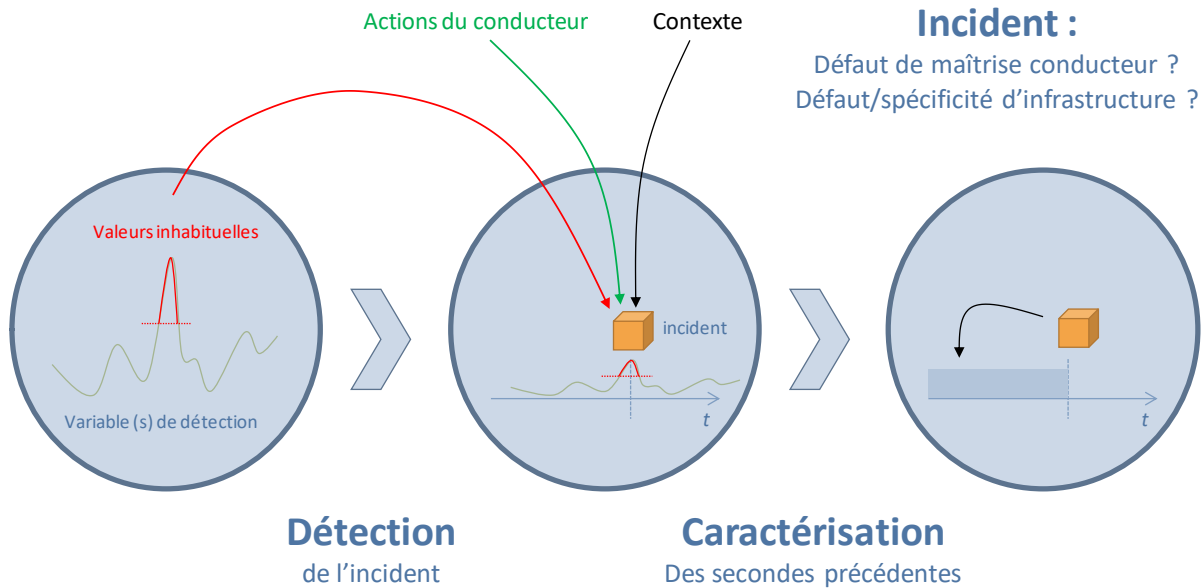 Actions du conducteur
Contexte
Incident :
Défaut de maîtrise conducteur ?
Défaut/spécificité d’infrastructure ?
Valeurs inhabituelles
Variable (s) de détection
incident
t
t
Détection
de l’incident
Caractérisation
Des secondes précédentes